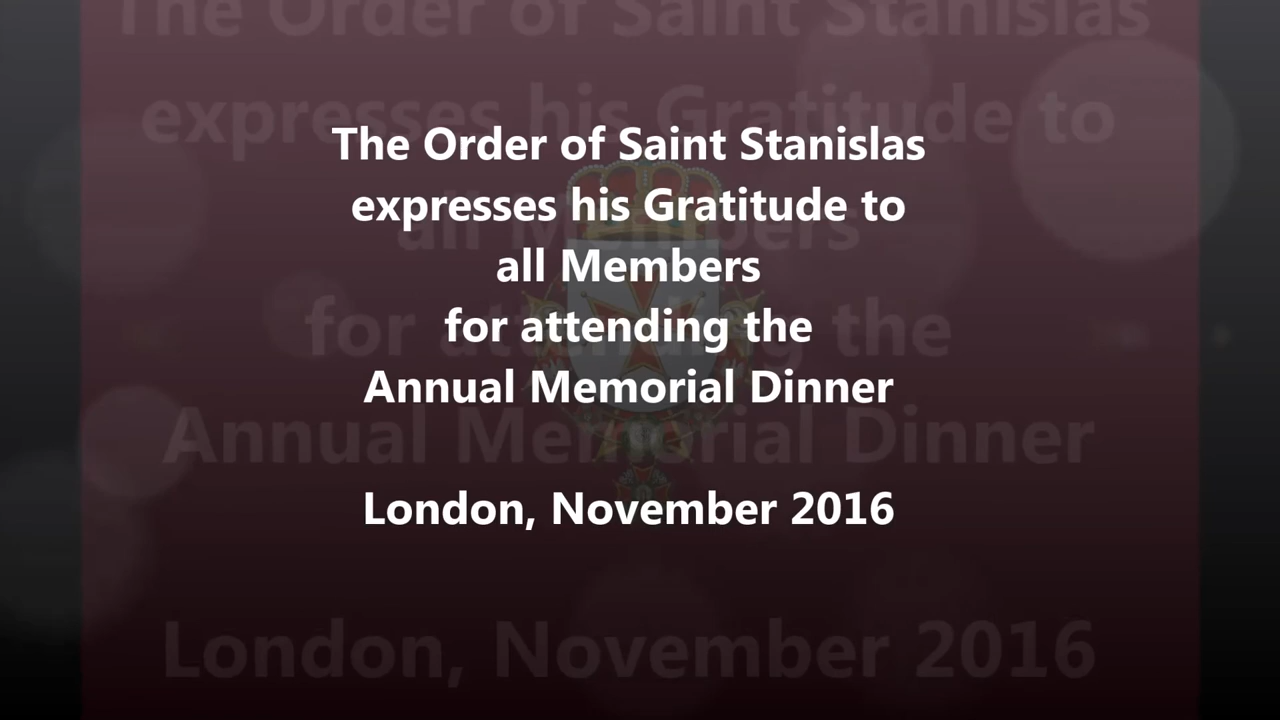 The Order of Saint Stanislas
expresses his Gratitude to
all Members
for attending the
Annual Memorial Dinner
London, November 2016